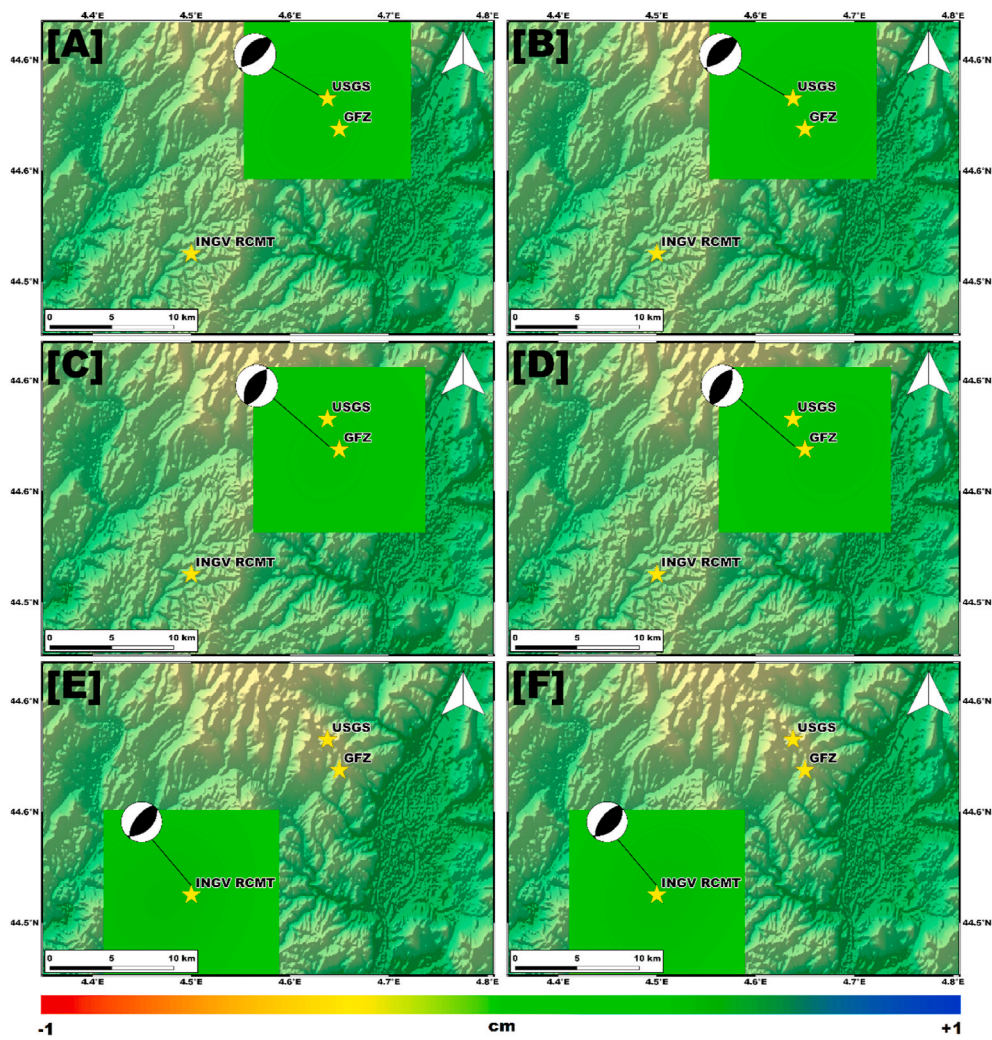 4.4°E 4.5°E 4.6°E 4.7°E 4.8°E 4.4°E 4.5°E 4.6°E 4.7°E 4.8°E
[A] [B]
44.6°N 44.6°N
USGS USGS
GFZ GFZ
44.6°N 44.6°N
INGV RCMT INGV RCMT
44.5°N 44.5°N
0 5 10 km 0 5 10 km
[C] [D]
44.6°N 44.6°N
USGS USGS
GFZ GFZ
44.6°N 44.6°N
INGV RCMT INGV RCMT
44.5°N 44.5°N
0 5 10 km 0 5 10 km
[E] [F]
44.6°N 44.6°N
USGS USGS
GFZ GFZ
44.6°N 44.6°N
INGV RCMT INGV RCMT
44.5°N 44.5°N
0 5 10 km 0 5 10 km
4.4°E 4.5°E 4.6°E 4.7°E 4.8°E 4.4°E 4.5°E 4.6°E 4.7°E 4.8°E
-1 cm +1